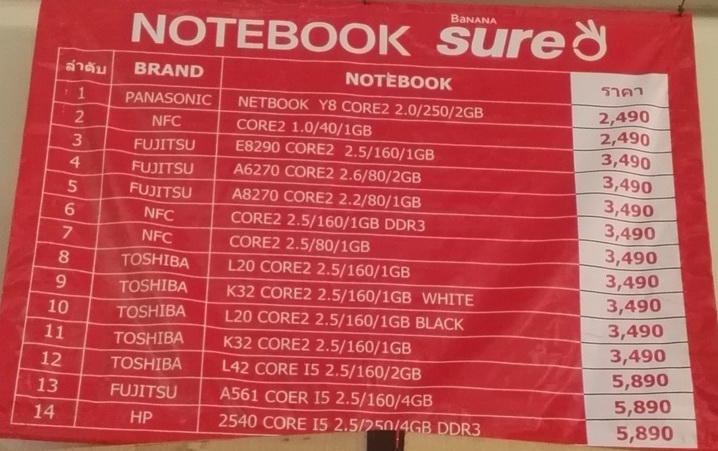 NOTEBOOK BaNANA sure
ลำดับ BRAND NOTEBOOK ราคา
1 PANASONIC NETBOOK Y8 CORE2 2.0/250/2GB 2,490
2 NFC CORE2 1.0/40/1GB 2,490
3 FUJITSU E8290 CORE2 2.5/160/1GB 3,490
4 FUJITSU A6270 CORE2 2.6/80/2GB 3,490
5 FUJITSU A8270 CORE2 2.2/80/1GB 3,490
6 NFC CORE2 2.5/160/1GB DDR3 3,490
7 NFC CORE2 2.5/80/1GB 3,490
8 TOSHIBA L20 CORE2 2.5/160/1GB 3,490
9 TOSHIBA K32 CORE2 2.5/160/1GB WHITE 3,490
10 TOSHIBA L20 CORE2 2.5/160/1GB BLACK 3,490
11 TOSHIBA K32 CORE2 2.5/160/1GB 3,490
12 TOSHIBA L42 CORE I5 2.5/160/2GB 5,890
13 FUJITSU A561 COER I5 2.5/160/4GB 5,890
14 HP 2540 CORE I5 2.5/250/4GB DDR3 5,890